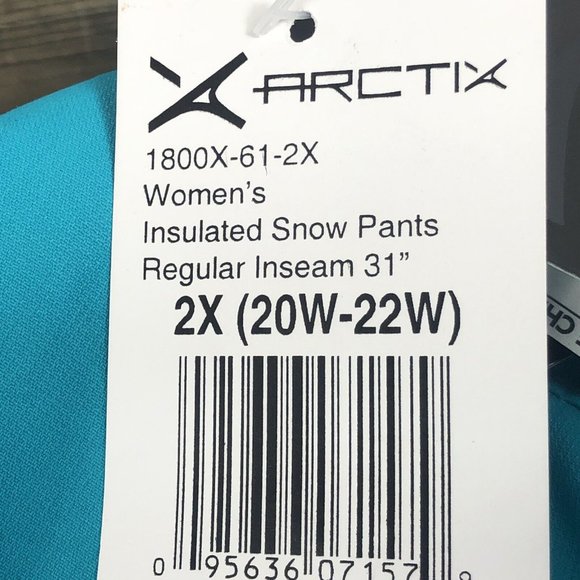 ARCTIX
1800X-61-2X
Women's
Insulated Snow Pants
Regular Inseam 31”
2X (20W-22W)
0 95636 07157